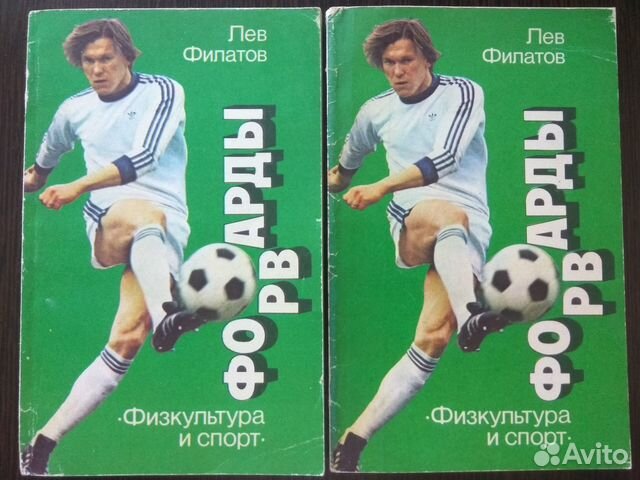 Лев
Филатов
ФОРВАРДЫ
·Физкультура
и спорт·
Лев
Филатов
ФОРВАРДЫ
·Физкультура
и спорт·
Avito